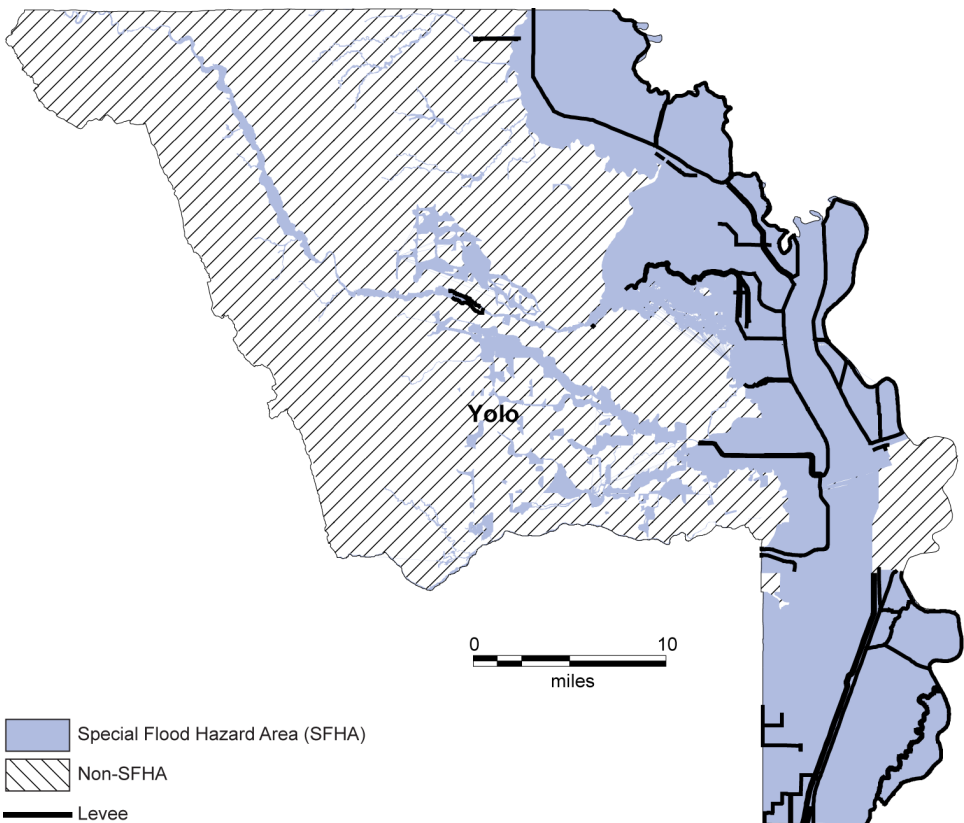 Yolo
0 10
miles
Special Flood Hazard Area (SFHA)
Non-SFHA
Levee